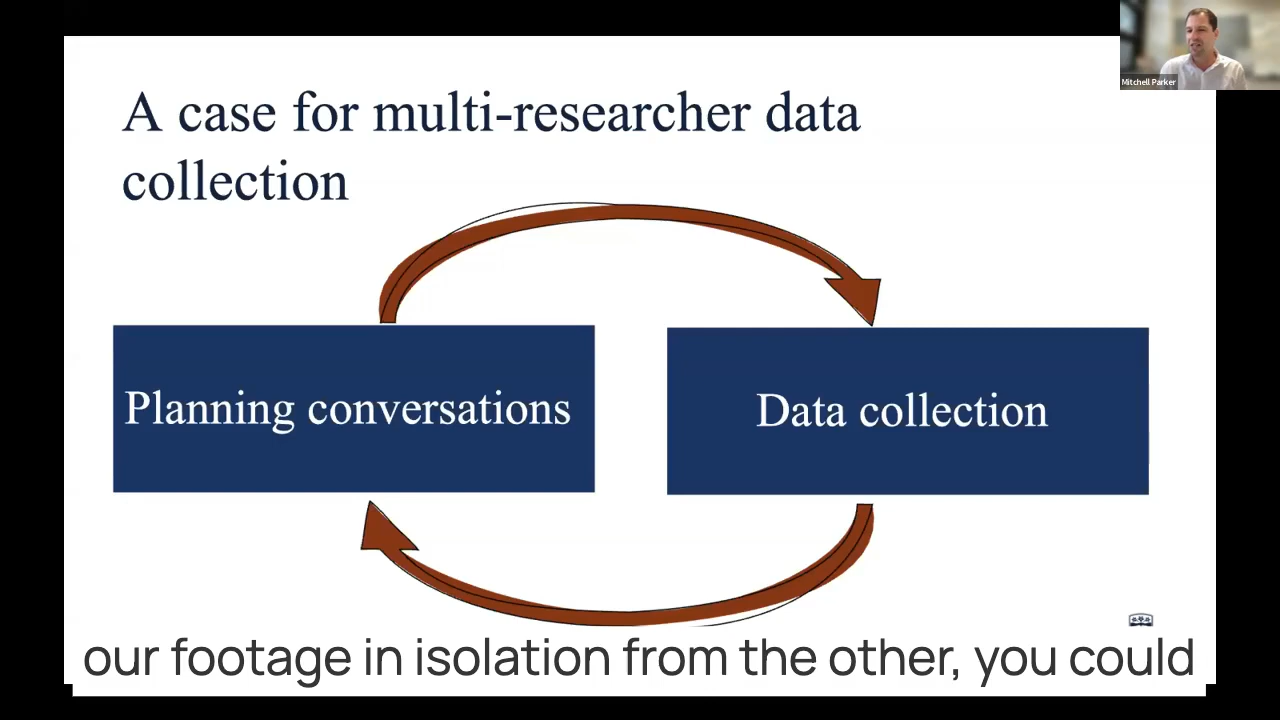 A case for multi-researcher data
collection
Mitchell Parker
Planning conversations
Data collection
our footage in isolation from the other, you could